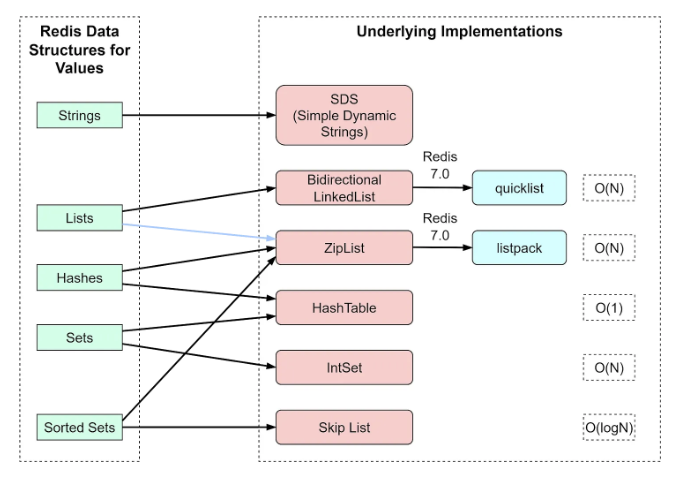 Redis Data
Structures for
Values
Underlying Implementations
Strings
SDS
(Simple Dynamic
Strings)
Lists
Bidirectional
LinkedList
Redis
7.0
quicklist
O(N)
ZipList
Redis
7.0
listpack
O(N)
Hashes
HashTable
O(1)
Sets
IntSet
O(N)
Sorted Sets
Skip List
O(logN)